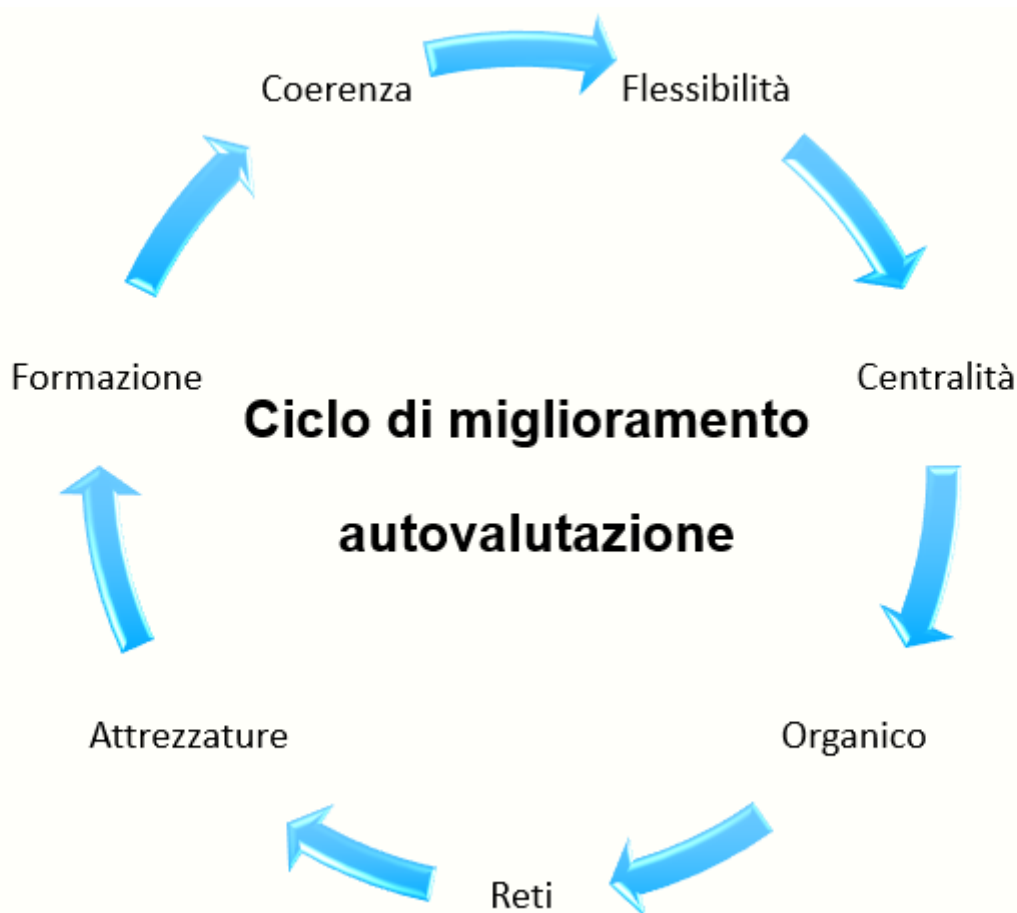 Coerenza
Flessibilità
Formazione
Centralità
Ciclo di miglioramento
autovalutazione
Attrezzature
Organico
Reti